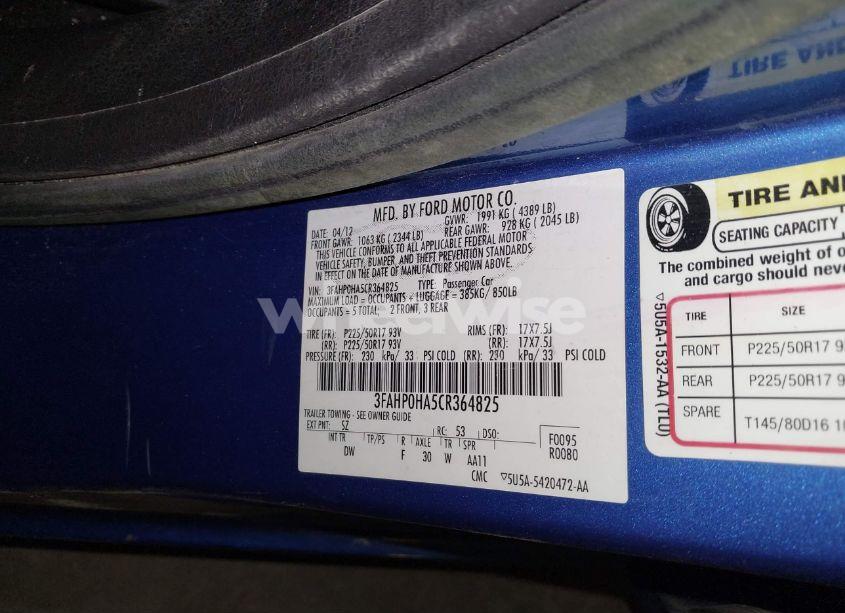 MFD. BY FORD MOTOR CO.
DATE: 04/12 GVWR: 1991 KG ( 4389 LB)
FRONT GAWR: 1063 KG ( 2344 LB) REAR GAWR: 928 KG ( 2045 LB)
THIS VEHICLE CONFORMS TO ALL APPLICABLE FEDERAL MOTOR
VEHICLE SAFETY, BUMPER, AND THEFT PREVENTION STANDARDS
IN EFFECT ON THE DATE OF MANUFACTURE SHOWN ABOVE.
VIN: 3FAHP0HA5CR364825 TYPE: Passenger Car
MAXIMUM LOAD = OCCUPANTS + LUGGAGE = 385KG/ 850LB
OCCUPANTS = 5 TOTAL; 2 FRONT, 3 REAR
TIRE (FR): P225/50R17 93V RIMS (FR): 17X7.5J
(RR): P225/50R17 93V (RR): 17X7.5J
PRESSURE (FR): 230 kPa/ 33 PSI COLD (RR): 230 kPa/ 33 PSI COLD
3FAHP0HA5CR364825
TRAILER TOWING - SEE OWNER GUIDE
EXT PNT: SZ RC: 53 DSO: F0095
R0080
INT TR TP/PS R AXLE TR SPR
DW F 30 W AA11
CMC ▽5U5A-5420472-AA
wheelwise
TIRE AND
SEATING CAPACITY
The combined weight of o
and cargo should neve
TIRE SIZE
FRONT P225/50R17 9
REAR P225/50R17 9
SPARE T145/80D16 10
▽5U5A-1532-AA (TLU)
TIRE AND